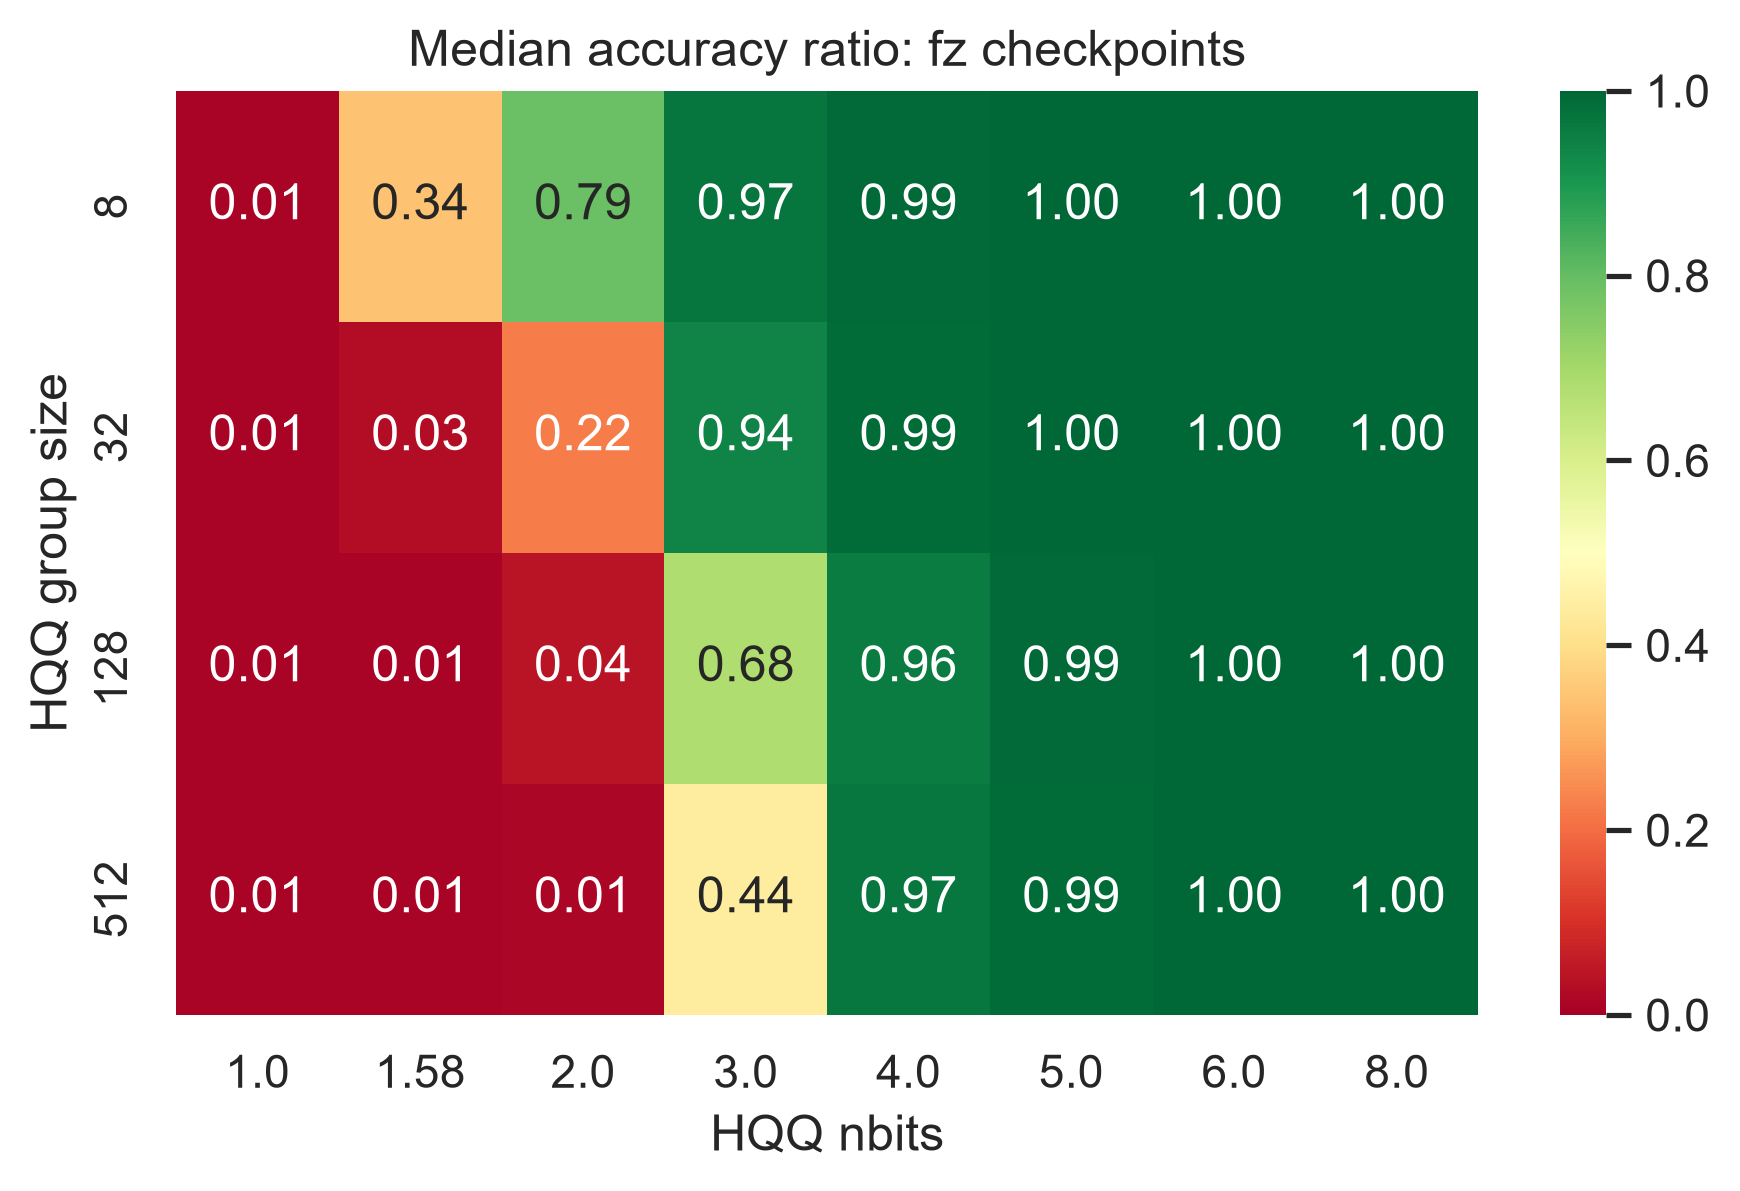 Median accuracy ratio: fz checkpoints
HQQ group size
8 0.01 0.34 0.79 0.97 0.99 1.00 1.00 1.00
32 0.01 0.03 0.22 0.94 0.99 1.00 1.00 1.00
128 0.01 0.01 0.04 0.68 0.96 0.99 1.00 1.00
512 0.01 0.01 0.01 0.44 0.97 0.99 1.00 1.00
1.0 1.58 2.0 3.0 4.0 5.0 6.0 8.0
HQQ nbits
1.0
0.8
0.6
0.4
0.2
0.0